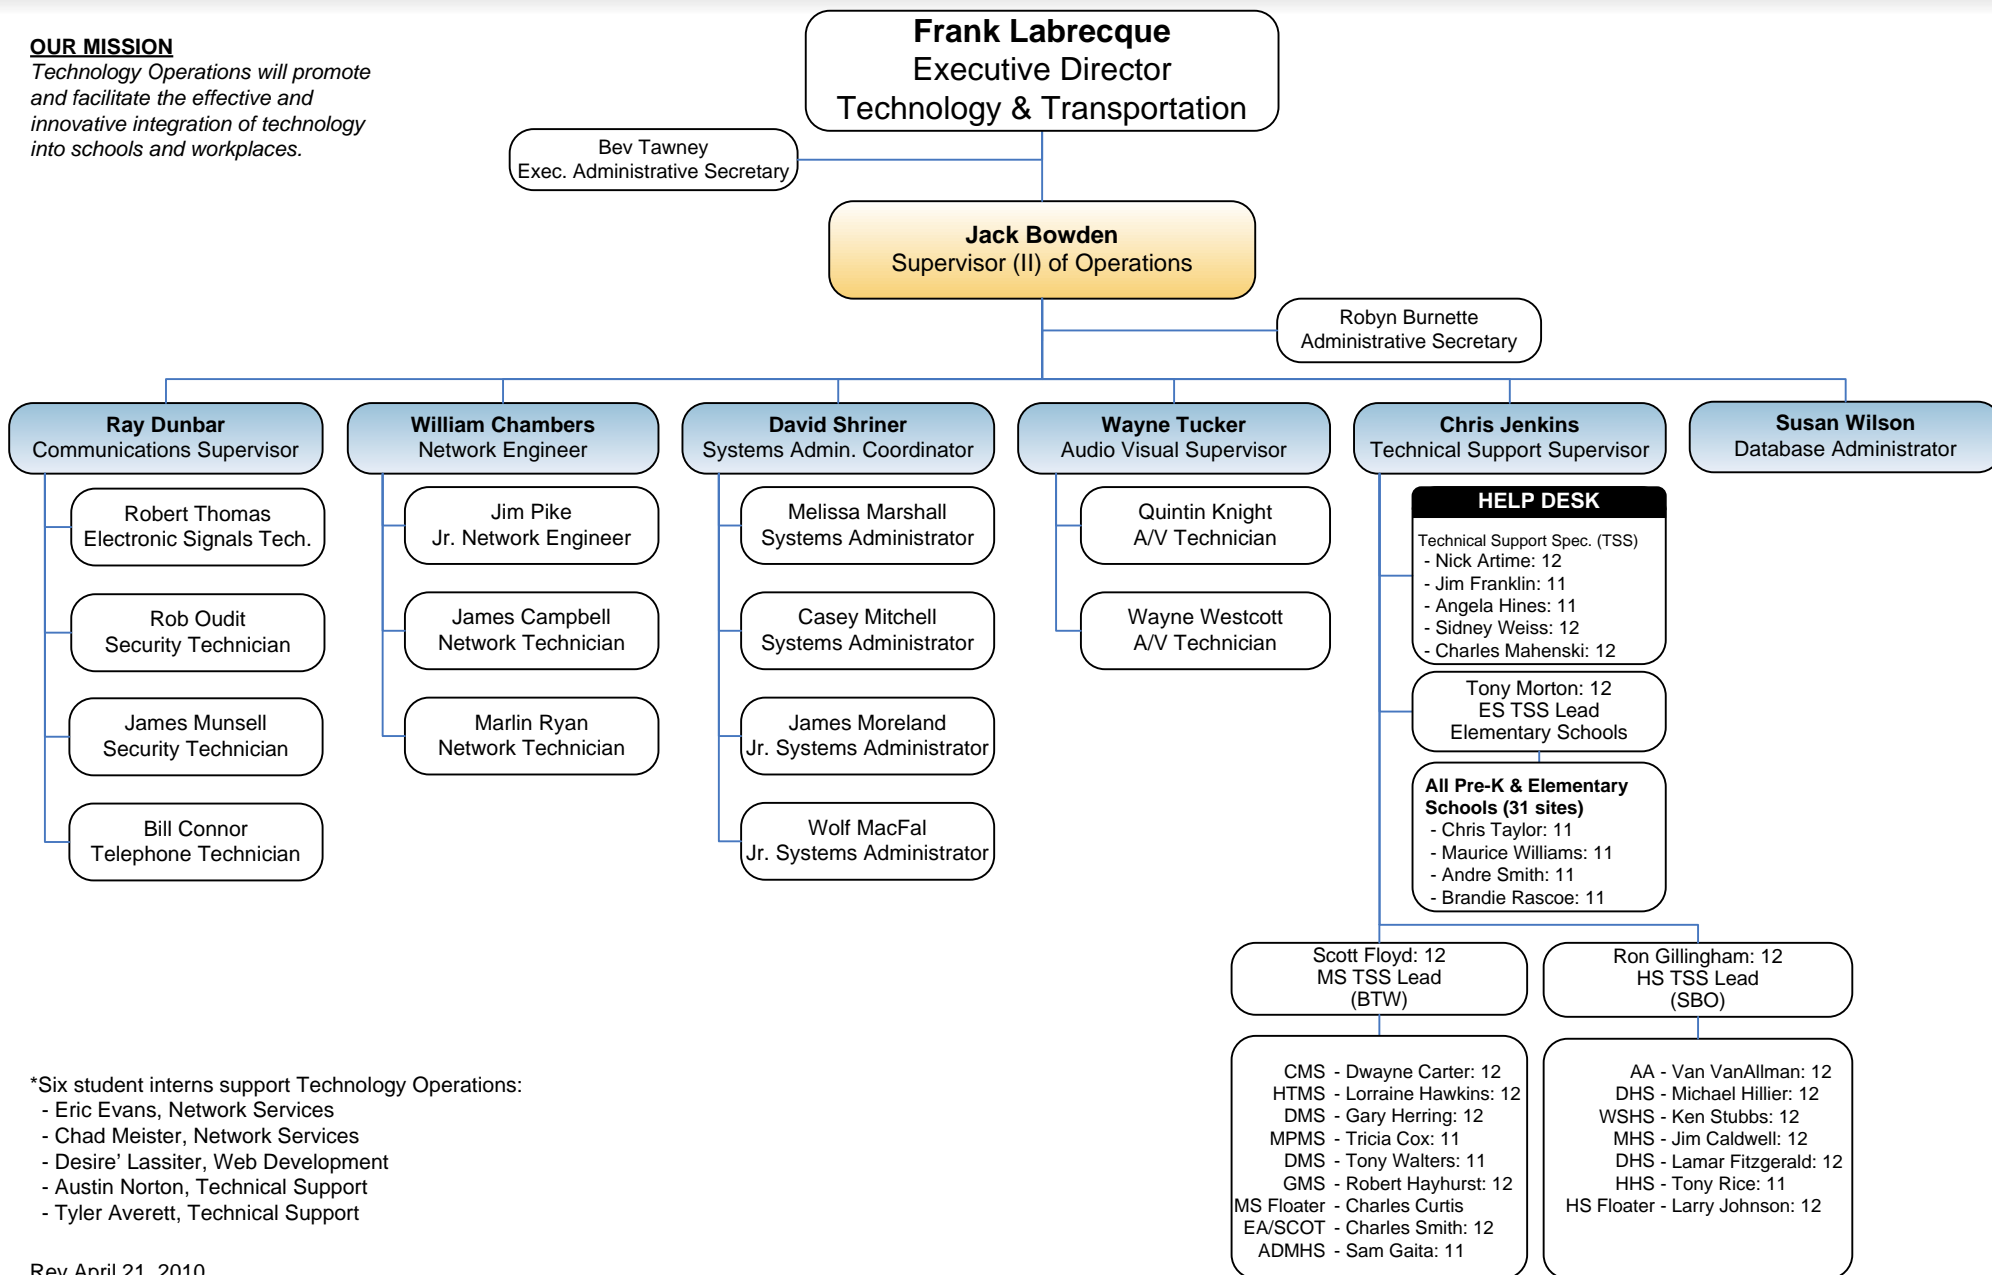 Frank Labrecque
Executive Director
Technology & Transportation
OUR MISSION
Technology Operations will promote
and facilitate the effective and
innovative integration of technology
into schools and workplaces.
Bev Tawney
Exec. Administrative Secretary
Jack Bowden
Supervisor (II) of Operations
Robyn Burnette
Administrative Secretary
Ray Dunbar
Communications Supervisor
Robert Thomas
Electronic Signals Tech.
Rob Oudit
Security Technician
James Munsell
Security Technician
Bill Connor
Telephone Technician
William Chambers
Network Engineer
Jim Pike
Jr. Network Engineer
James Campbell
Network Technician
Marlin Ryan
Network Technician
David Shriner
Systems Admin. Coordinator
Melissa Marshall
Systems Administrator
Casey Mitchell
Systems Administrator
James Moreland
Jr. Systems Administrator
Wolf MacFal
Jr. Systems Administrator
Wayne Tucker
Audio Visual Supervisor
Quintin Knight
A/V Technician
Wayne Westcott
A/V Technician
Chris Jenkins
Technical Support Supervisor
HELP DESK
Technical Support Spec. (TSS)
- Nick Artime: 12
- Jim Franklin: 11
- Angela Hines: 11
- Sidney Weiss: 12
- Charles Mahenski: 12
Tony Morton: 12
ES TSS Lead
Elementary Schools
All Pre-K & Elementary
Schools (31 sites)
- Chris Taylor: 11
- Maurice Williams: 11
- Andre Smith: 11
- Brandie Rascoe: 11
Scott Floyd: 12
MS TSS Lead
(BTW)
CMS - Dwayne Carter: 12
HTMS - Lorraine Hawkins: 12
DMS - Gary Herring: 12
MPMS - Tricia Cox: 11
DMS - Tony Walters: 11
GMS - Robert Hayhurst: 12
MS Floater - Charles Curtis
EA/SCOT - Charles Smith: 12
ADMHS - Sam Gaita: 11
Ron Gillingham: 12
HS TSS Lead
(SBO)
AA - Van VanAllman: 12
DHS - Michael Hillier: 12
WSHS - Ken Stubbs: 12
MHS - Jim Caldwell: 12
DHS - Lamar Fitzgerald: 12
HHS - Tony Rice: 11
HS Floater - Larry Johnson: 12
Susan Wilson
Database Administrator
*Six student interns support Technology Operations:
- Eric Evans, Network Services
- Chad Meister, Network Services
- Desire' Lassiter, Web Development
- Austin Norton, Technical Support
- Tyler Averett, Technical Support
Rev April 21, 2010